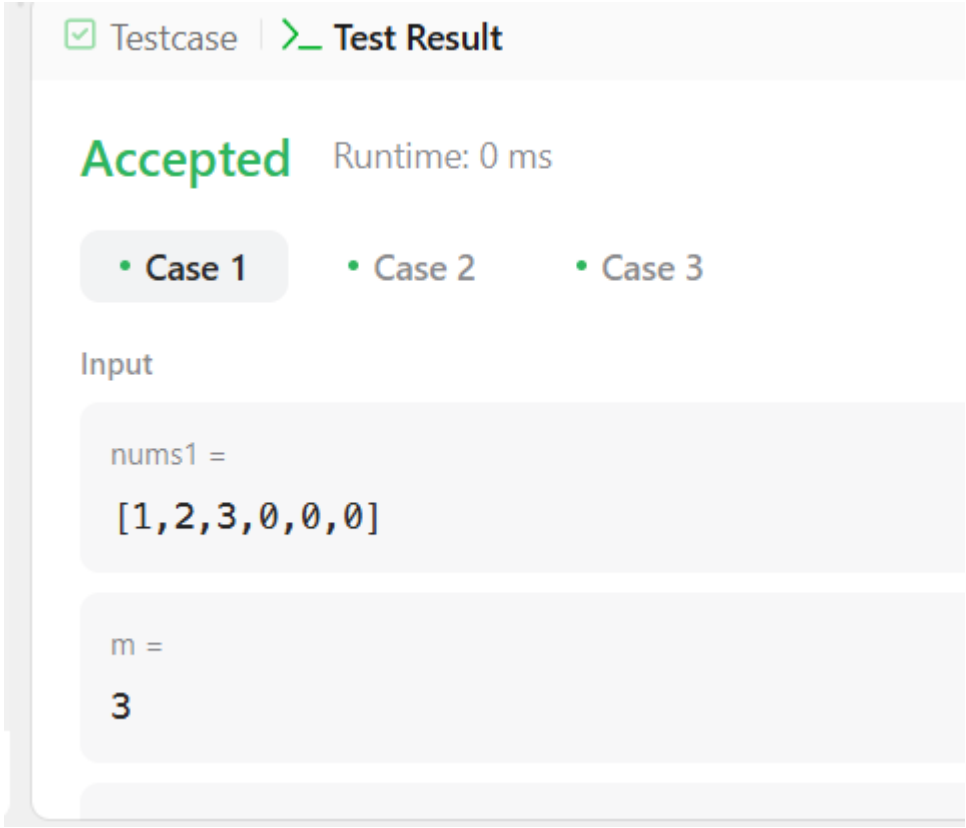 Testcase
Test Result
Accepted Runtime: 0 ms
Case 1 Case 2 Case 3
Input
nums1 =
[1,2,3,0,0,0]
m =
3